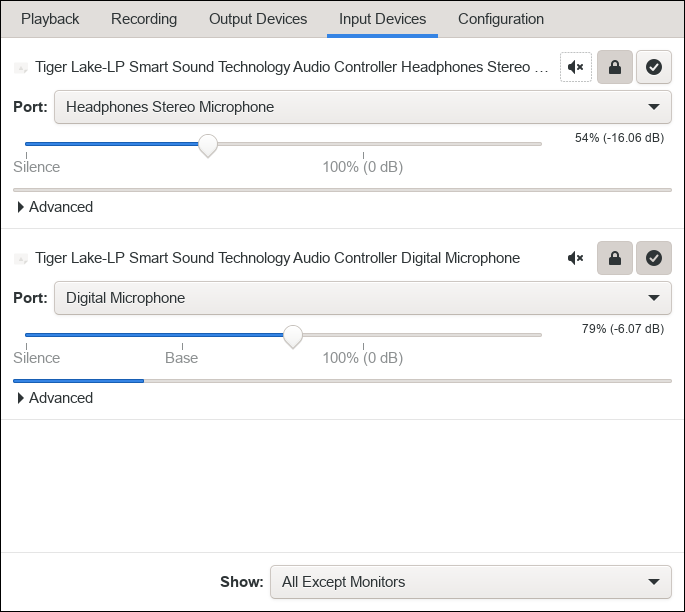 Playback Recording Output Devices Input Devices Configuration
Tiger Lake-LP Smart Sound Technology Audio Controller Headphones Stereo …
Port: Headphones Stereo Microphone
54% (-16.06 dB)
Silence 100% (0 dB)
Advanced
Tiger Lake-LP Smart Sound Technology Audio Controller Digital Microphone
Port: Digital Microphone
79% (-6.07 dB)
Silence Base 100% (0 dB)
Advanced
Show: All Except Monitors